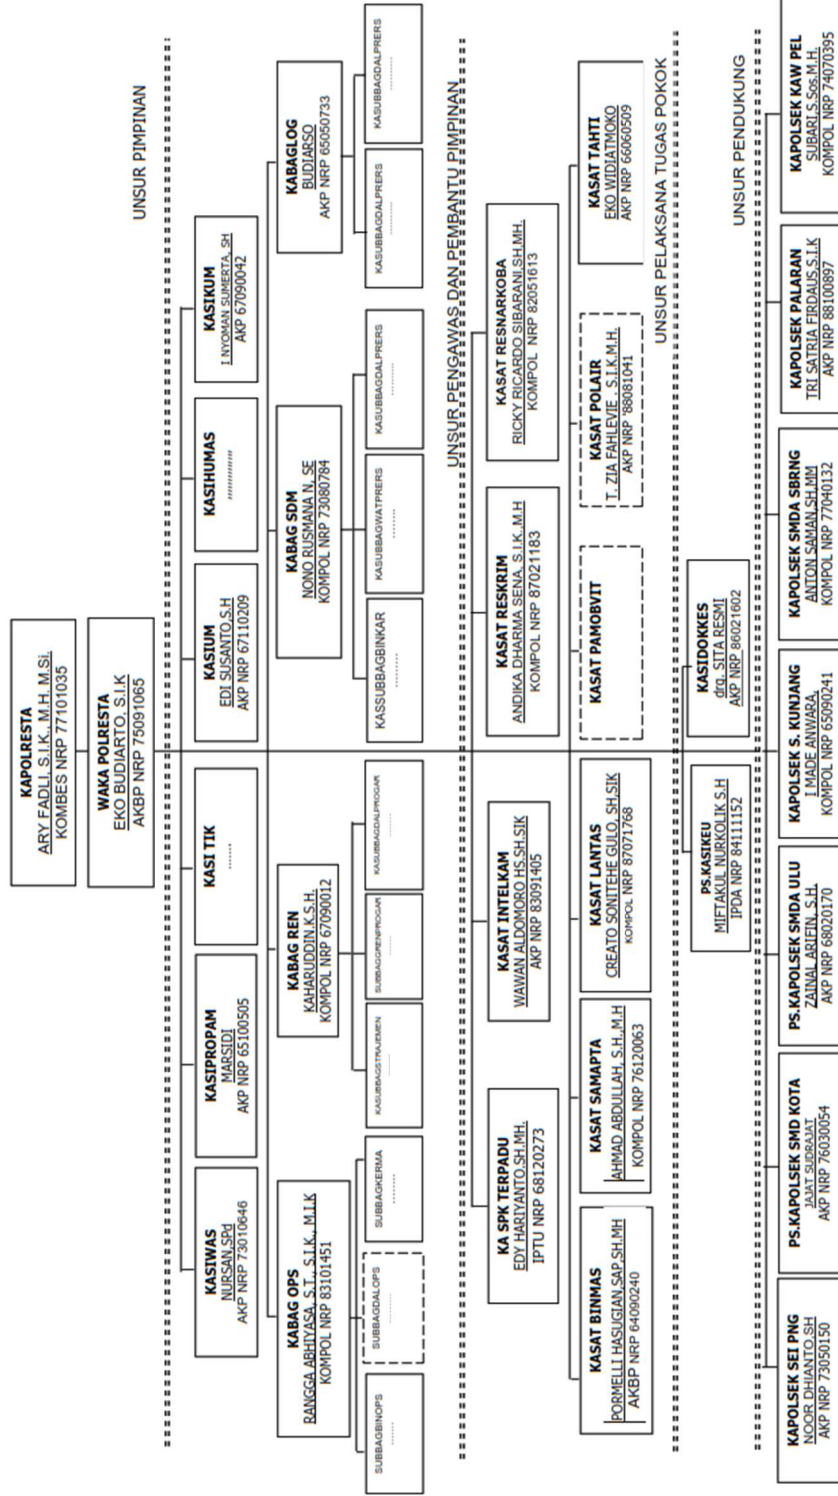 KAPOLRESTA
ARY FADLI, S.I.K., M.H, M.Si.
KOMBES NRP 77101035
WAKA POLRESTA
EKO BUDIARTO, S.I.K
AKBP NRP 75091065
UNSUR PIMPINAN
KASIWAS
NURSAN,SPd
AKP NRP 73010646
KASIPROPAM
MARSIDI
AKP NRP 65100505
KASI TIK
.......
KASIUM
EDI SUSANTO,S.H
AKP NRP 67110209
KASIHUMAS
KASIKUM
I NYOMAN SUMERTA, SH
AKP 67090042
KABAG OPS
RANGGA ABHIYASA, S.T., S.I.K., M.I.K
KOMPOL NRP 83101451
KABAG REN
KAHARUDDIN.K.S.H.
KOMPOL NRP 67090012
KABAG SDM
NONO RUSMANA N, SE
KOMPOL NRP 73080784
KABAGLOG
BUDIARSO
AKP NRP 65050733
SUBBAGBINOPS
.......
SUBBAGDALOPS
.........
SUBBAGKERMA
........
KASUBBAGSTRAJEMEN
........
SUBBAGGRENPROGAR
........
KASUBBAGDALPROGAR
........
KASSUBBAGBINKAR
.........
KASUBBAGWATPRERS
........
KASUBBAGDALPRERS
..........
KASUBBAGDALPRERS
..........
KASUBBAGDALPRERS
..........
UNSUR PENGAWAS DAN PEMBANTU PIMPINAN
KA SPK TERPADU
EDY HARIYANTO,SH.MH.
IPTU NRP 68120273
KASAT INTELKAM
WAWAN ALDOMORO HS.SH,SIK
AKP NRP 83091405
KASAT RESKRIM
ANDIKA DHARMA SENA, S.I.K.,M.H
KOMPOL NRP 87021183
KASAT RESNARKOBA
RICKY RICARDO SIBARANI,SH,MH.
KOMPOL NRP 82051613
KASAT BINMAS
PORMELLI HASUGIAN,SAP,SH.MH
AKBP NRP 64090240
KASAT SAMAPTA
AHMAD ABDULLAH, S.H.,M.H
KOMPOL NRP 76120063
KASAT LANTAS
CREATO SONITEHE GULO, SH,SIK
KOMPOL NRP 87071768
KASAT PAMOBVIT
KASAT POLAIR
T. ZIA FAHLEVIE , S.I.K,M.H.
AKP NRP '88081041
KASAT TAHTI
EKO WIDIATMOKO
AKP NRP 66060509
UNSUR PELAKSANA TUGAS POKOK
PS.KASIKEU
MIFTAKUL NURKOLIK S.H
IPDA NRP 84111152
KASIDOKKES
drg. SITA RESMI
AKP NRP 86021602
UNSUR PENDUKUNG
KAPOLSEK SEI PNG
NOOR DHIANTO,SH
AKP NRP 73050150
PS.KAPOLSEK SMD KOTA
JAJAT SUDRAJAT
AKP NRP 76030054
PS.KAPOLSEK SMDA ULU
ZAINAL ARIFIN, S.H.
AKP NRP 68020170
KAPOLSEK S. KUNJANG
I MADE ANWARA,
KOMPOL NRP 65090241
KAPOLSEK SMDA SBRNG
ANTON SAMAN,SH,MM
KOMPOL NRP 77040132
KAPOLSEK PALARAN
TRI SATRIA FIRDAUS,S.I.K
AKP NRP 88100897
KAPOLSEK KAW PEL
SUBARI,S.Sos,M.H.
KOMPOL NRP 74070395